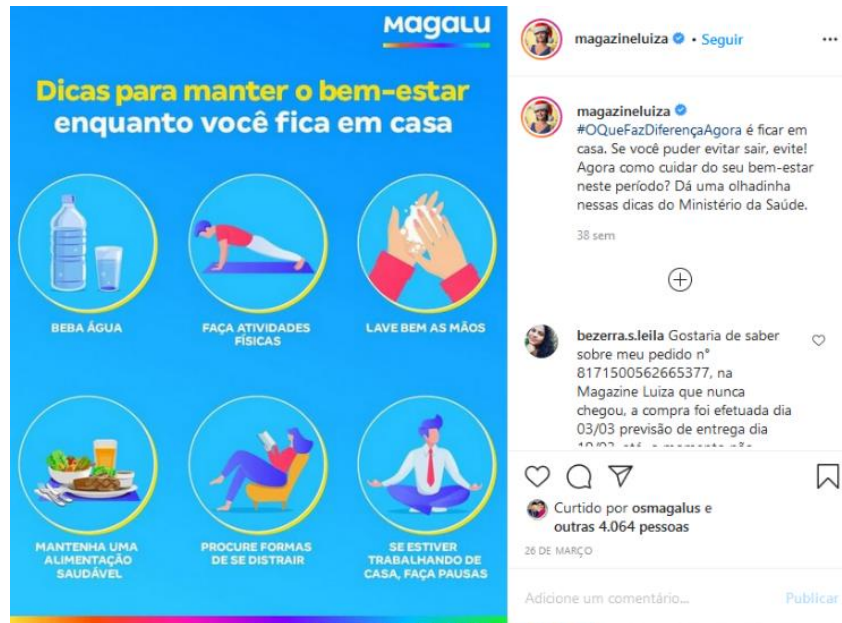 Magalu
Dicas para manter o bem-estar
enquanto você fica em casa
BEBA ÁGUA
FAÇA ATIVIDADES
FÍSICAS
LAVE BEM AS MÃOS
MANTENHA UMA
ALIMENTAÇÃO
SAUDÁVEL
PROCURE FORMAS
DE SE DISTRAIR
SE ESTIVER
TRABALHANDO DE
CASA, FAÇA PAUSAS
magazineluiza • Seguir
magazineluiza
#OQueFazDiferençaAgora é ficar em
casa. Se você puder evitar sair, evite!
Agora como cuidar do seu bem-estar
neste período? Dá uma olhadinha
nessas dicas do Ministério da Saúde.
38 sem
bezerra.s.leila Gostaria de saber
sobre meu pedido n°
8171500562665377, na
Magazine Luiza que nunca
chegou, a compra foi efetuada dia
03/03 previsão de entrega dia
Curtido por osmagalus e
outras 4.064 pessoas
26 DE MARÇO
Adicione um comentário... Publicar